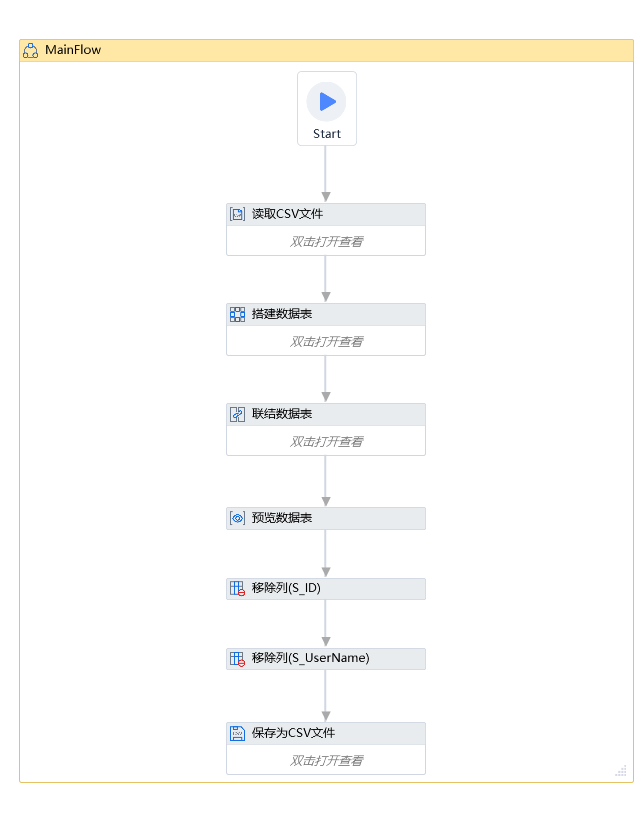 MainFlow
Start
读取CSV文件
双击打开查看
搭建数据表
双击打开查看
联结数据表
双击打开查看
预览数据表
移除列(S_ID)
移除列(S_UserName)
保存为CSV文件
双击打开查看